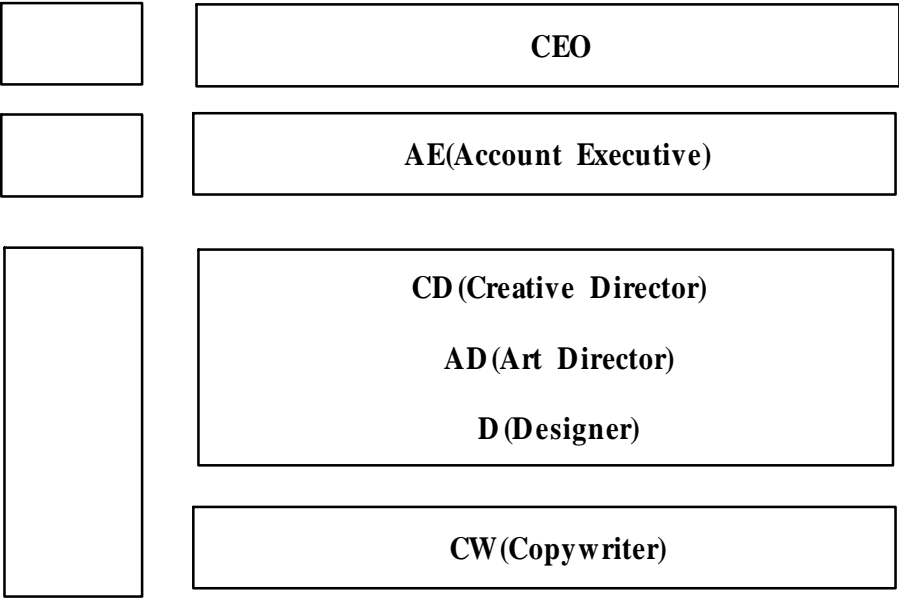 CEO
AE(Account Executive)
CD(Creative Director)
AD(Art Director)
D(Designer)
CW(Copywriter)